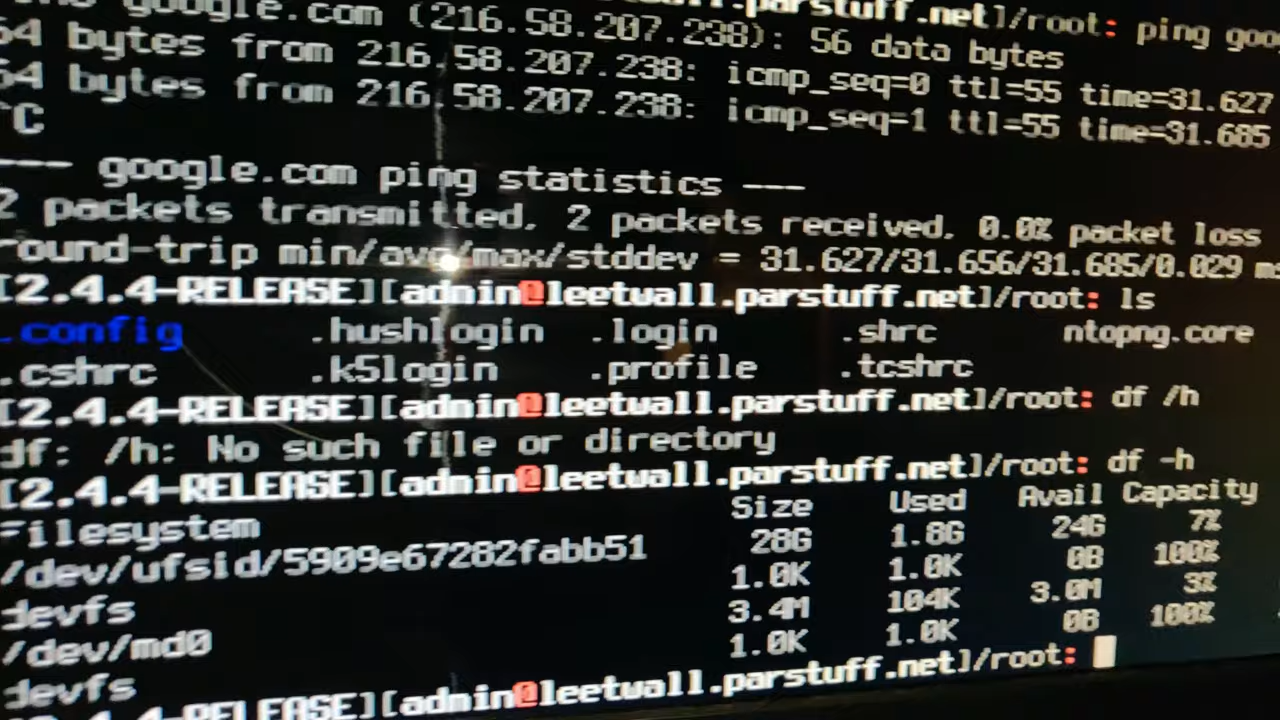 google.com (216.58.207.238): 56 data bytes
.parstuff.net]/root: ping goo
64 bytes from 216.58.207.238: icmp_seq=0 ttl=55 time=31.627
64 bytes from 216.58.207.238: icmp_seq=1 ttl=55 time=31.685
^C
--- google.com ping statistics ---
2 packets transmitted, 2 packets received, 0.0% packet loss
round-trip min/avg/max/stddev = 31.627/31.656/31.685/0.029 ms
[2.4.4-RELEASE][admin@leetwall.parstuff.net]/root: ls
.config .hushlogin .login .shrc ntopng.core
.cshrc .k5login .profile .tcshrc
[2.4.4-RELEASE][admin@leetwall.parstuff.net]/root: df /h
df: /h: No such file or directory
[2.4.4-RELEASE][admin@leetwall.parstuff.net]/root: df -h
Filesystem Size Used Avail Capacity
/dev/ufsid/5909e67282fabb51 28G 1.8G 24G 7%
devfs 1.0K 1.0K 0B 100%
/dev/md0 3.4M 104K 3.0M 3%
devfs 1.0K 1.0K 0B 100%
[2.4.4-RELEASE][admin@leetwall.parstuff.net]/root: